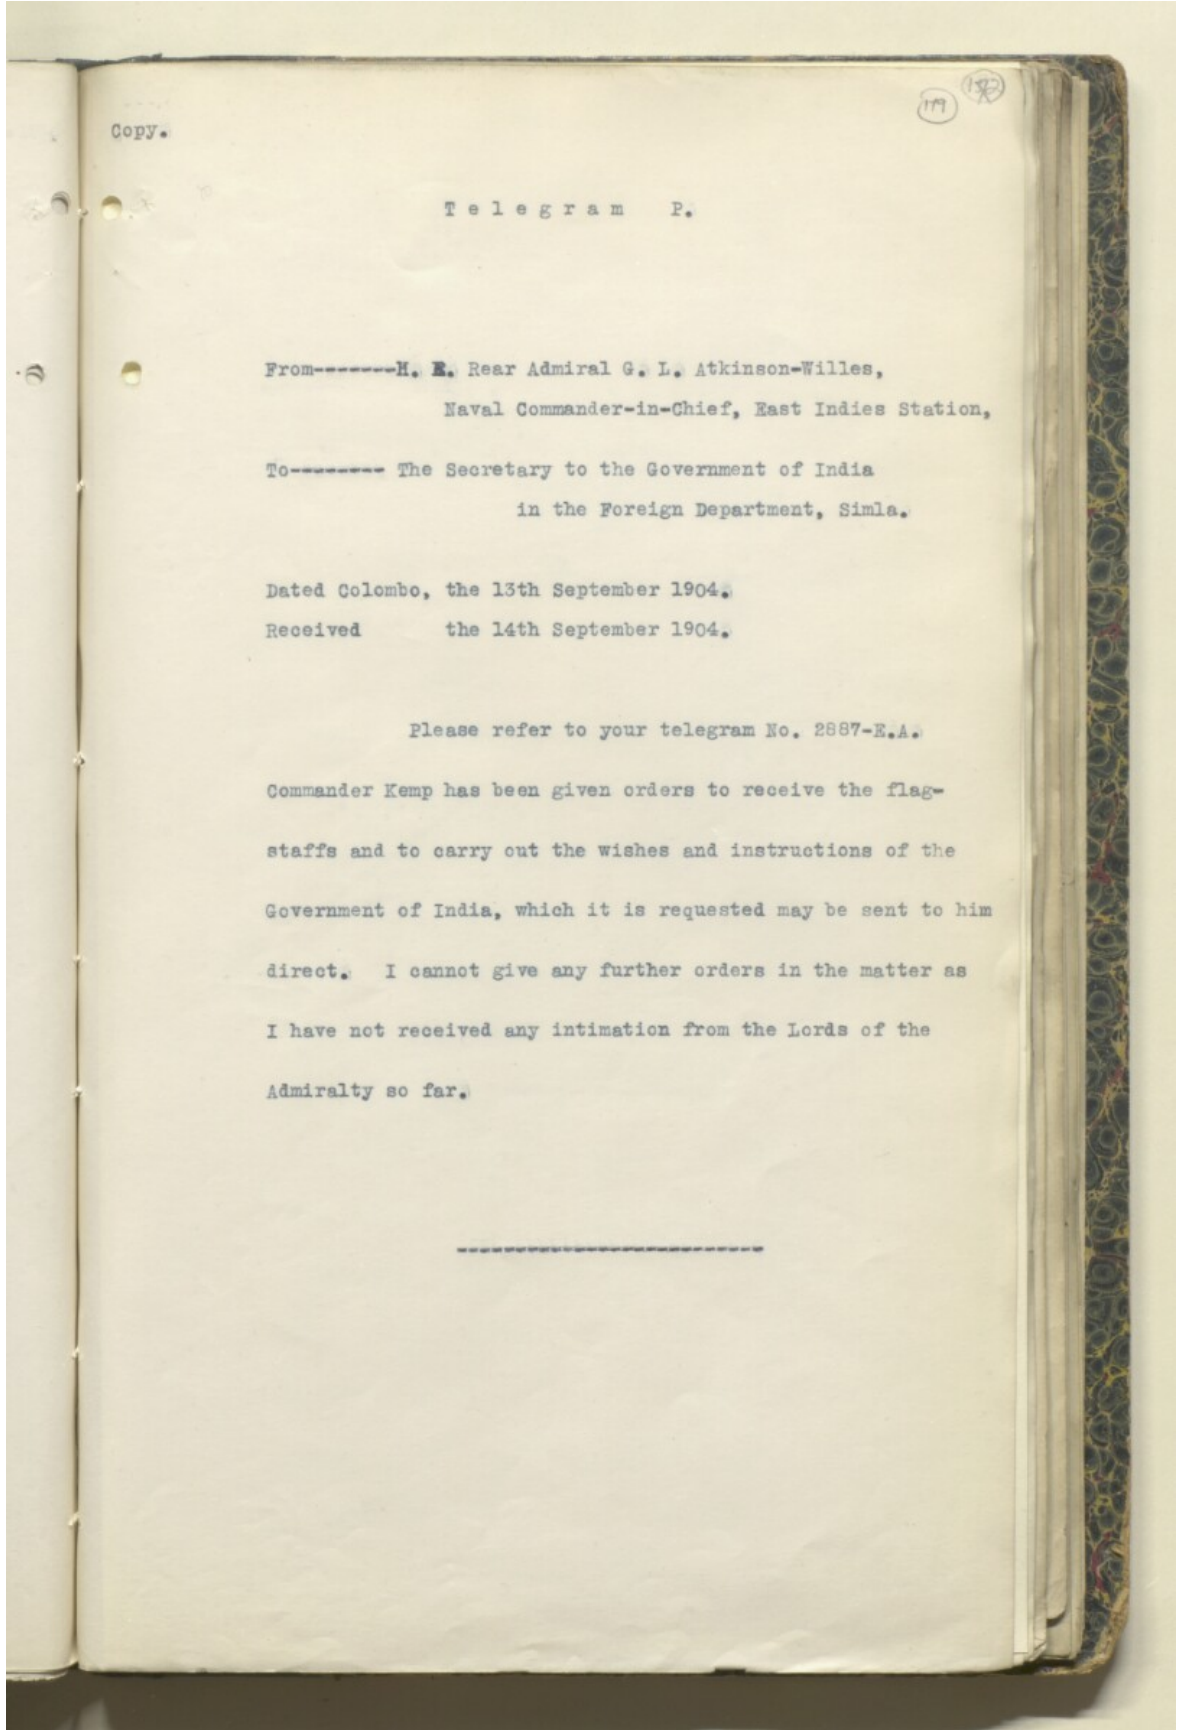 Copy.
Telegram P.
From-------H. E. Rear Admiral G. L. Atkinson-Willes,
Naval Commander-in-Chief, East Indies Station,
To-------- The Secretary to the Government of India
in the Foreign Department, Simla.
Dated Colombo, the 13th September 1904.
Received the 14th September 1904.
Please refer to your telegram No. 2887-E.A.
Commander Kemp has been given orders to receive the flag-
staffs and to carry out the wishes and instructions of the
Government of India, which it is requested may be sent to him
direct. I cannot give any further orders in the matter as
I have not received any intimation from the Lords of the
Admiralty so far.